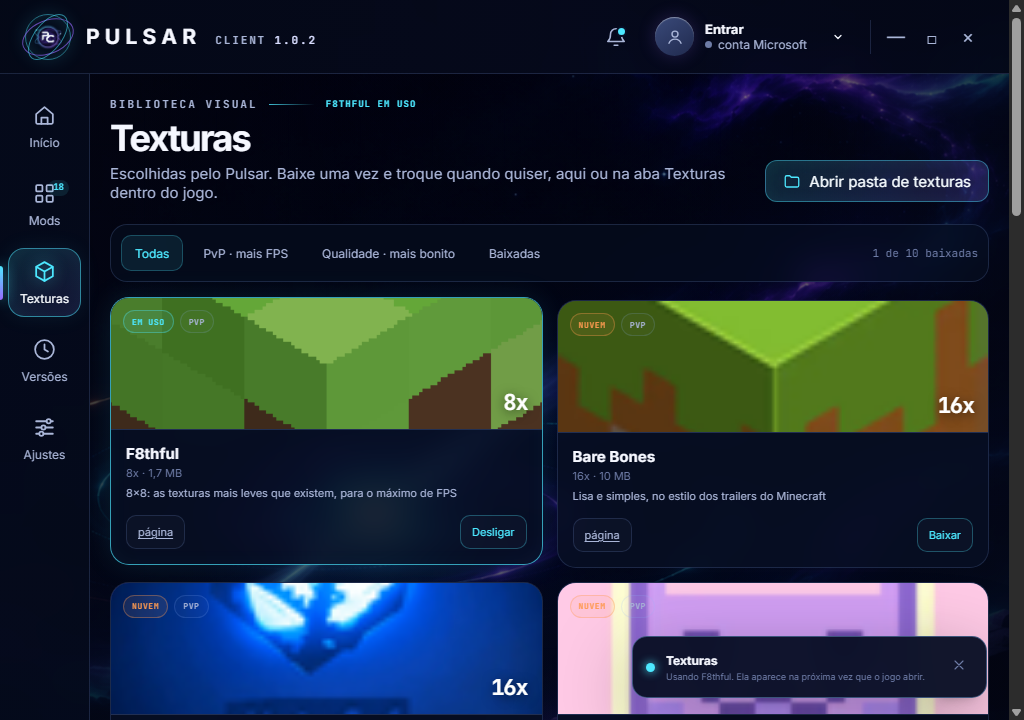 PULSAR CLIENT 1.0.2
Entrar
conta Microsoft
Início
18
Mods
Texturas
Versões
Ajustes
BIBLIOTECA VISUAL F8THFUL EM USO
Texturas
Escolhidas pelo Pulsar. Baixe uma vez e troque quando quiser, aqui ou na aba Texturas
dentro do jogo.
Abrir pasta de texturas
Todas PvP · mais FPS Qualidade · mais bonito Baixadas 1 de 10 baixadas
EM USO PVP
8x
F8thful
8x · 1,7 MB
8×8: as texturas mais leves que existem, para o máximo de FPS
página Desligar
NUVEM PVP
16x
Bare Bones
16x · 10 MB
Lisa e simples, no estilo dos trailers do Minecraft
página Baixar
NUVEM PVP
16x
NUVEM PVP
Texturas
Usando F8thful. Ela aparece na próxima vez que o jogo abrir.